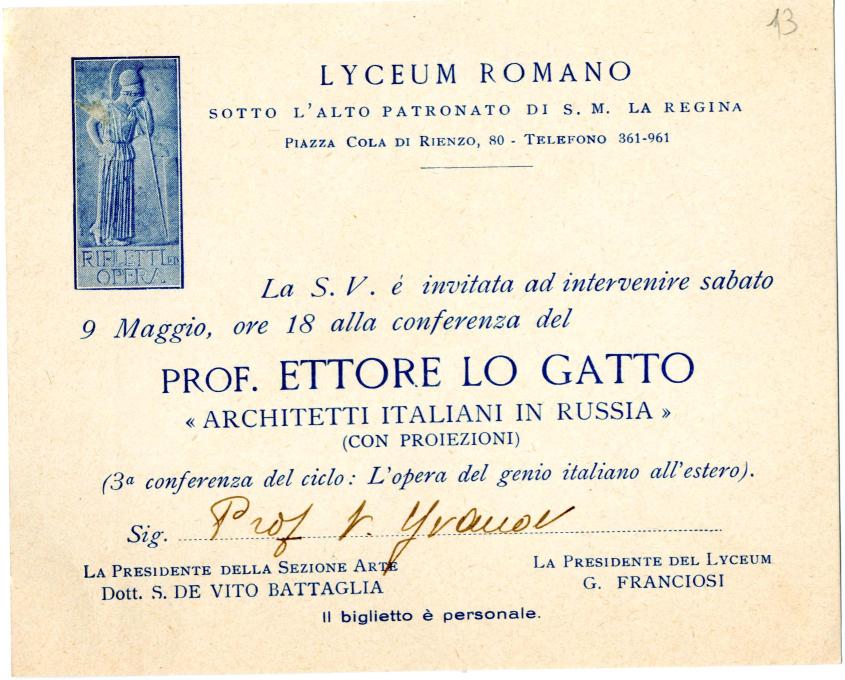 13
LYCEUM ROMANO
SOTTO L'ALTO PATRONATO DI S. M. LA REGINA
PIAZZA COLA DI RIENZO, 80 - TELEFONO 361-961
RIFLETTI ED
OPERA
La S. V. é invitata ad intervenire sabato
9 Maggio, ore 18 alla conferenza del
PROF. ETTORE LO GATTO
« ARCHITETTI ITALIANI IN RUSSIA »
(CON PROIEZIONI)
(3ª conferenza del ciclo: L'opera del genio italiano all'estero).
Sig. Prof V. Yvanov
LA PRESIDENTE DELLA SEZIONE ARTE
Dott. S. DE VITO BATTAGLIA
LA PRESIDENTE DEL LYCEUM
G. FRANCIOSI
Il biglietto è personale.